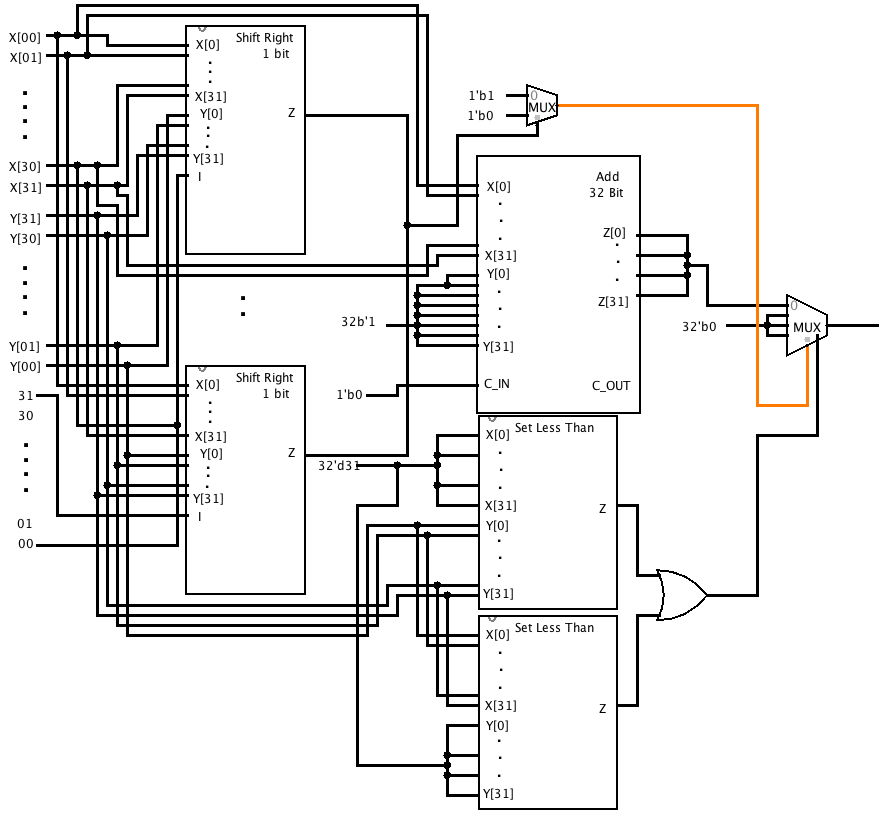 X[00]
X[01]
X[30]
X[31]
Y[31]
Y[30]
Y[01]
Y[00]
31
30
01
00
Shift Right
1 bit
X[0]
X[31]
Y[0]
Y[31]
I
Z
Shift Right
1 bit
X[0]
X[31]
Y[0]
Y[31]
I
Z
1'b1
1'b0
0
MUX
Add
32 Bit
X[0]
X[31]
Y[0]
Y[31]
C_IN
Z[0]
Z[31]
C_OUT
32b'1
1'b0
32'b0
0
MUX
32'd31
Set Less Than
X[0]
X[31]
Y[0]
Y[31]
Z
Set Less Than
X[0]
X[31]
Y[0]
Y[31]
Z